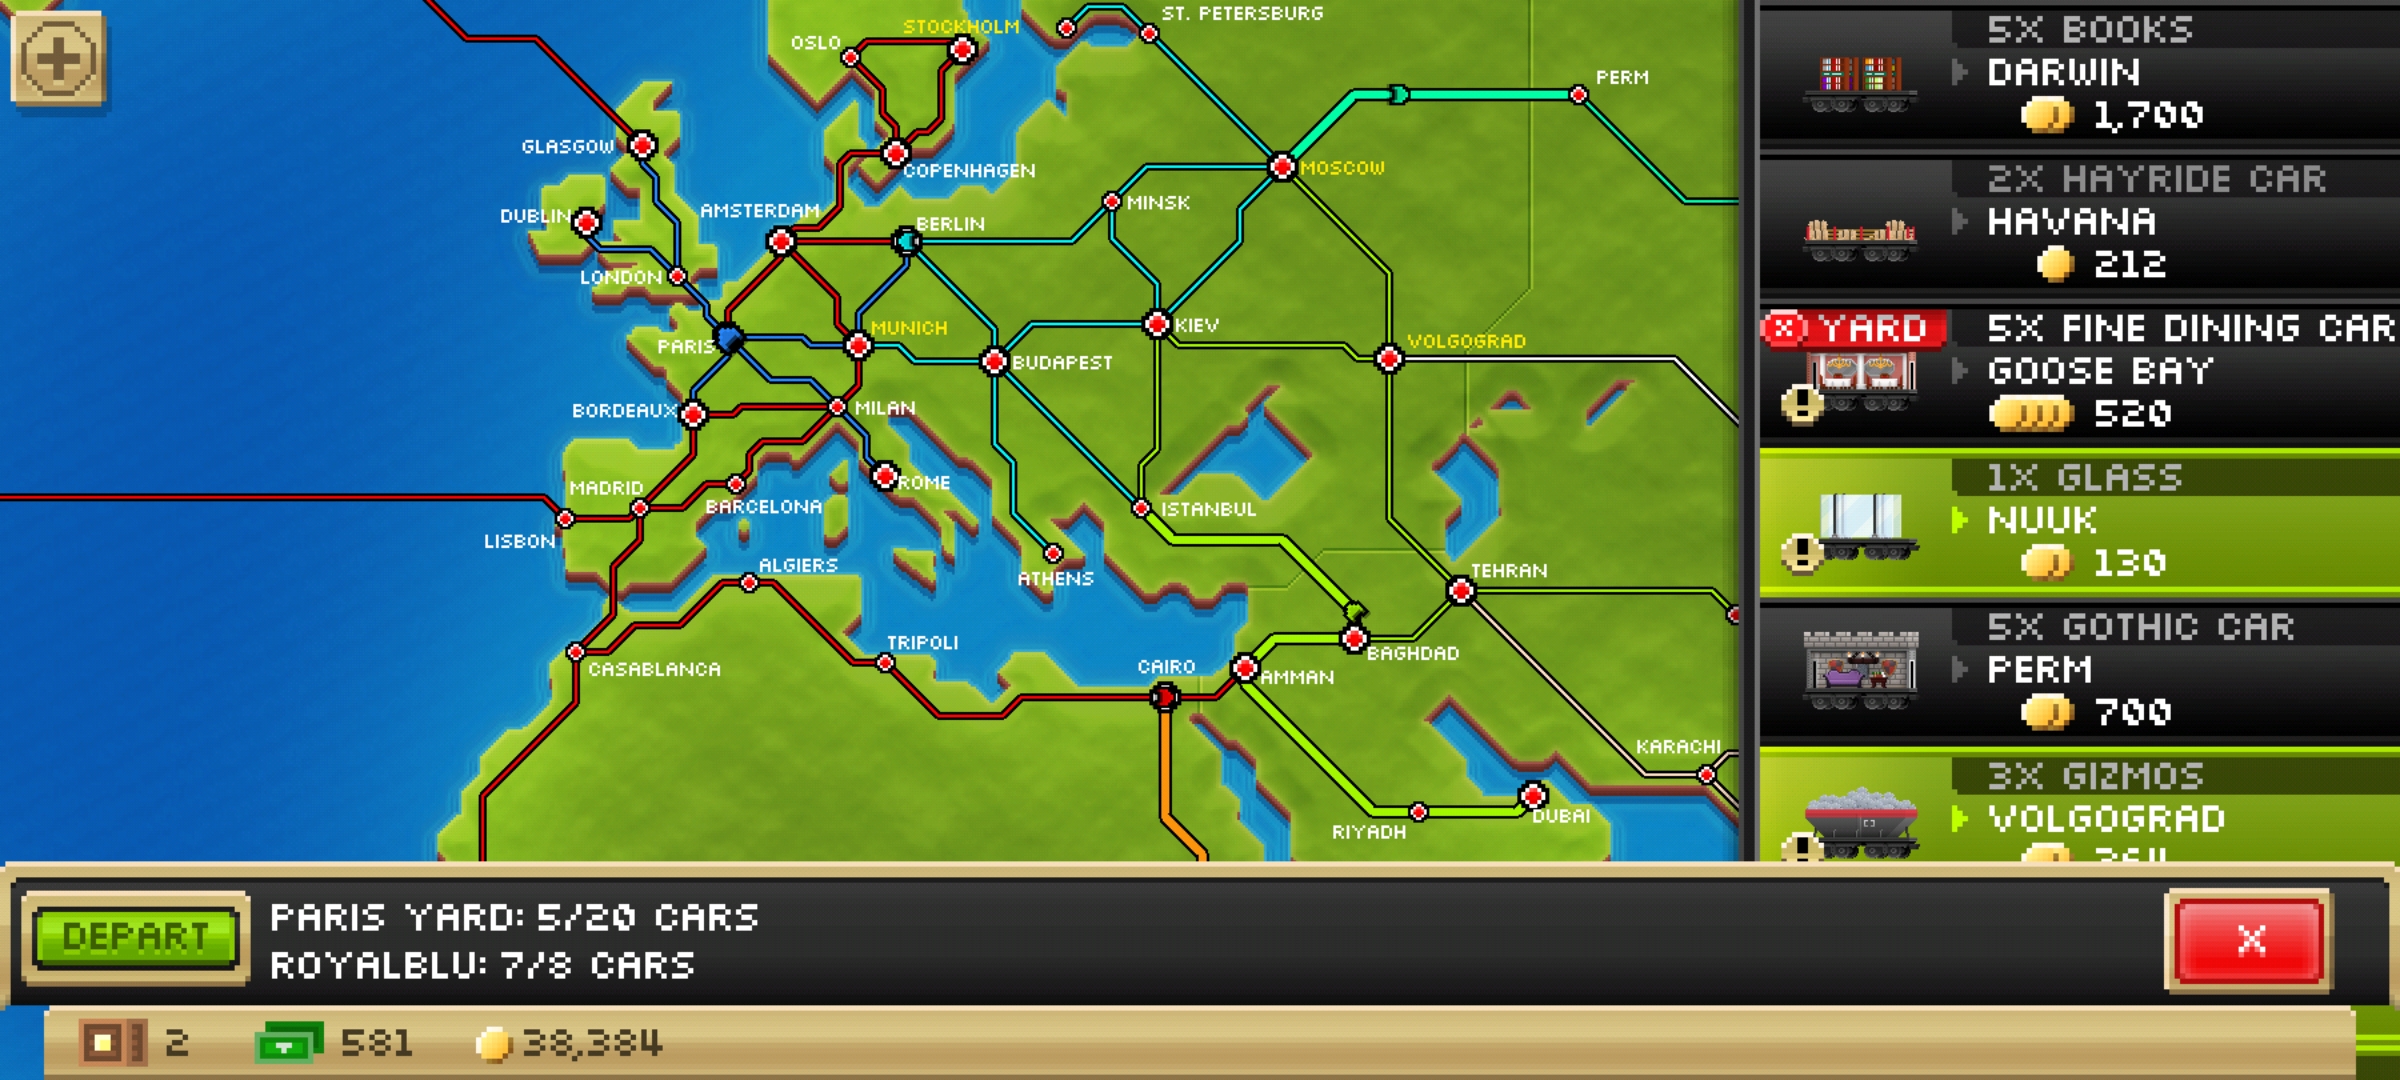 STOCKHOLM
OSLO
ST. PETERSBURG
PERM
GLASGOW
COPENHAGEN
MOSCOW
DUBLIN
AMSTERDAM
BERLIN
MINSK
LONDON
PARIS
MUNICH
BUDAPEST
KIEV
VOLGOGRAD
BORDEAUX
MILAN
MADRID
BARCELONA
ROME
ISTANBUL
LISBON
ALGIERS
ATHENS
TEHRAN
CASABLANCA
TRIPOLI
CAIRO
AMMAN
BAGHDAD
KARACHI
RIYADH
DUBAI
5X BOOKS
DARWIN
1,700
2X HAYRIDE CAR
HAVANA
212
X YARD
5X FINE DINING CAR
GOOSE BAY
520
1X GLASS
NUUK
130
5X GOTHIC CAR
PERM
700
3X GIZMOS
VOLGOGRAD
DEPART
PARIS YARD: 5/20 CARS
ROYALBLU: 7/8 CARS
X
2
581
38,384